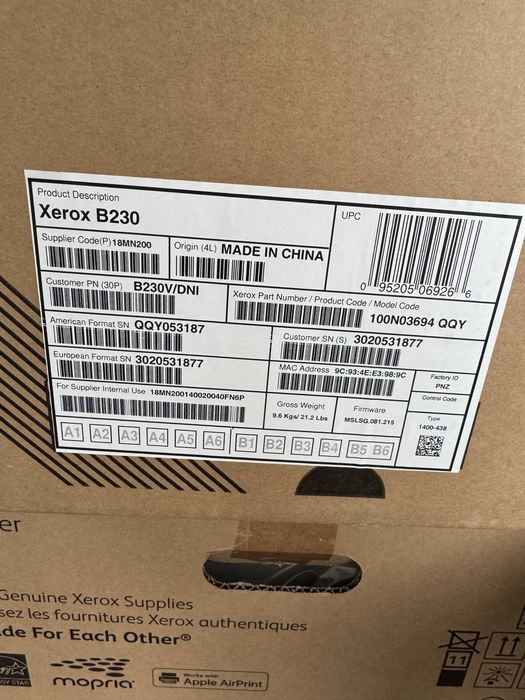 Product Description
Xerox B230
UPC
0 95205 06926 6
Supplier Code(P) 18MN200
Origin (4L) MADE IN CHINA
Customer PN (30P) B230V/DNI
Xerox Part Number / Product Code / Model Code
100N03694 QQY
American Format SN QQY053187
Customer SN (S) 3020531877
European Format SN 3020531877
MAC Address 9C:93:4E:E3:98:9C
Factory ID
PNZ
Control Code
For Supplier Internal Use 18MN200140020040FN6P
Gross Weight
9.6 Kgs/ 21.2 Lbs
Firmware
MSLSG.081.215
Type
1400-438
A1 A2 A3 A4 A5 A6 B1 B2 B3 B4 B5 B6
er
Genuine Xerox Supplies
sez les fournitures Xerox authentiques
de For Each Other®
ENERGY STAR
mopria
Works with
Apple AirPrint
11